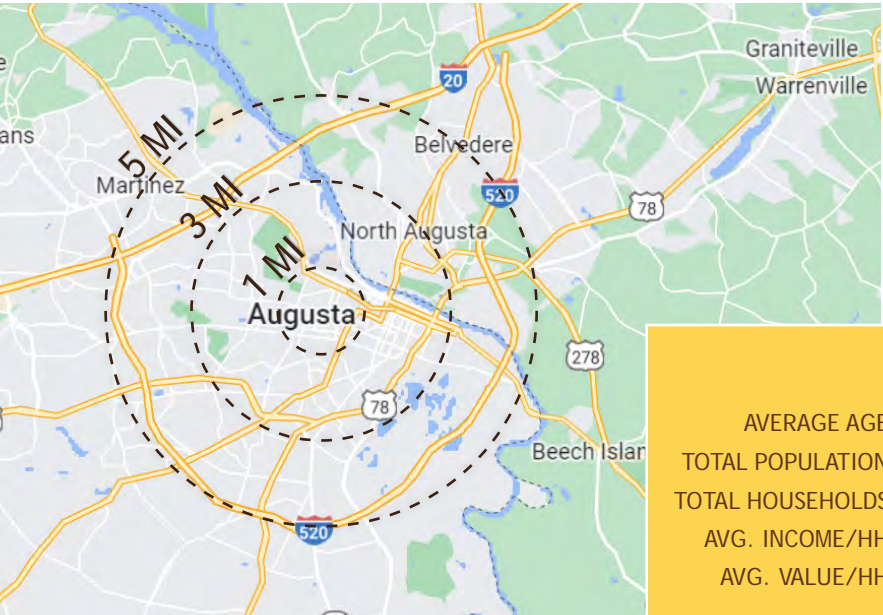 Graniteville
20
Warrenville
5 MI
ans
Belvedere
Martinez
520
3 MI
78
North Augusta
1 MI
Augusta
278
78
AVERAGE AGE
TOTAL POPULATION
Beech Islan
TOTAL HOUSEHOLDS
520
AVG. INCOME/HH
AVG. VALUE/HH